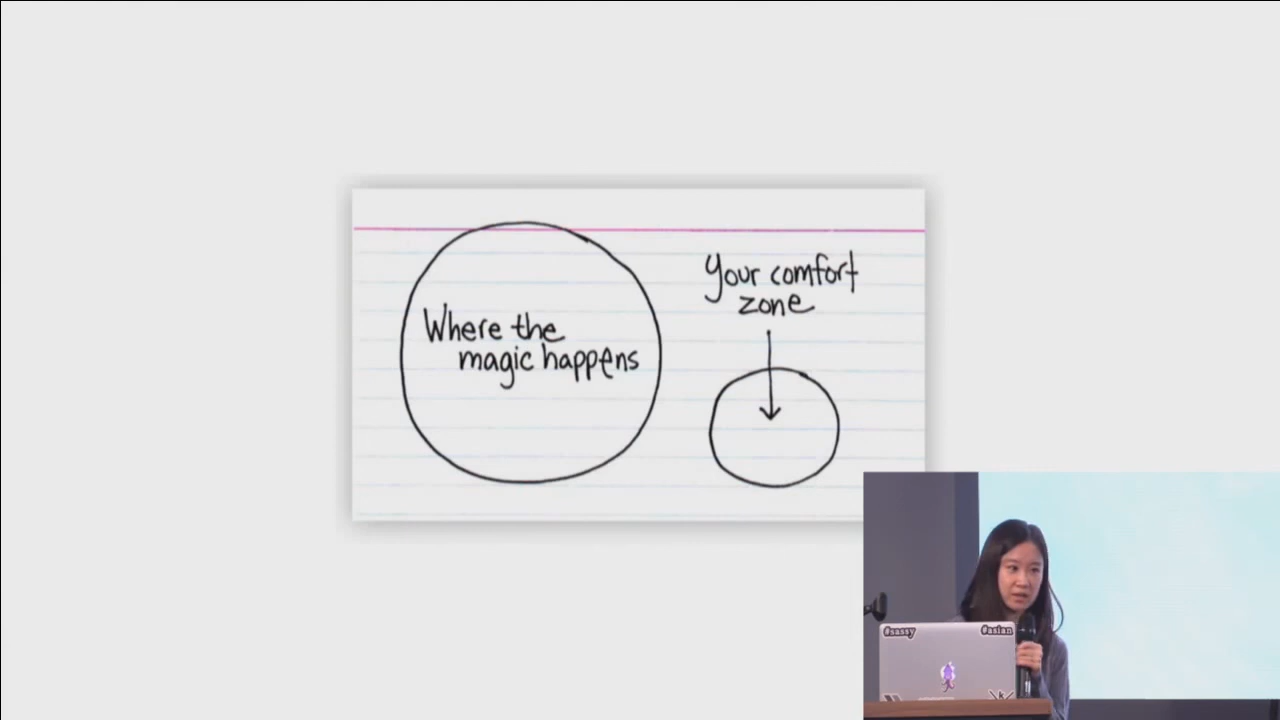 Where the
magic happens
Your comfort
zone
#sassy
#asian